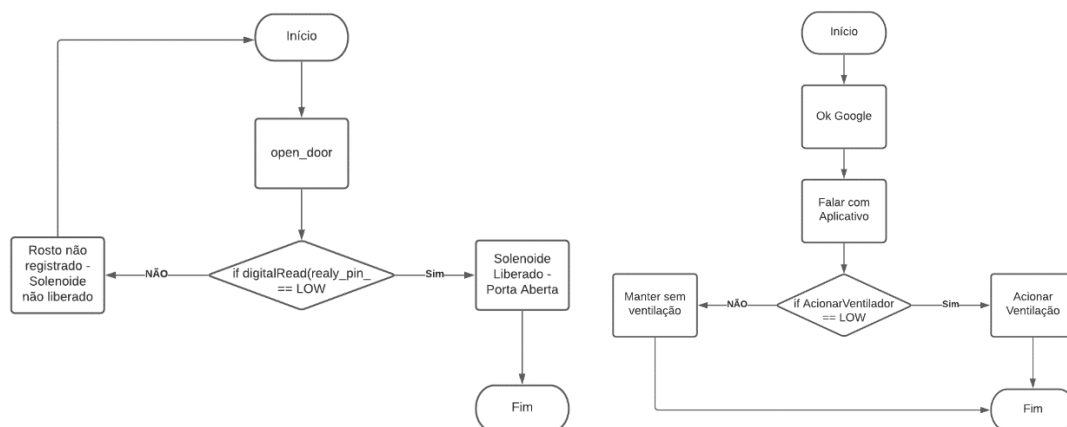 Início
open_door
if digitalRead(realy_pin_
== LOW
NÃO
Sim
Rosto não
registrado -
Solenoide
não liberado
Solenoide
Liberado -
Porta Aberta
Fim
Início
Ok Google
Falar com
Aplicativo
if AcionarVentilador
== LOW
NÃO
Sim
Manter sem
ventilação
Acionar
Ventilação
Fim